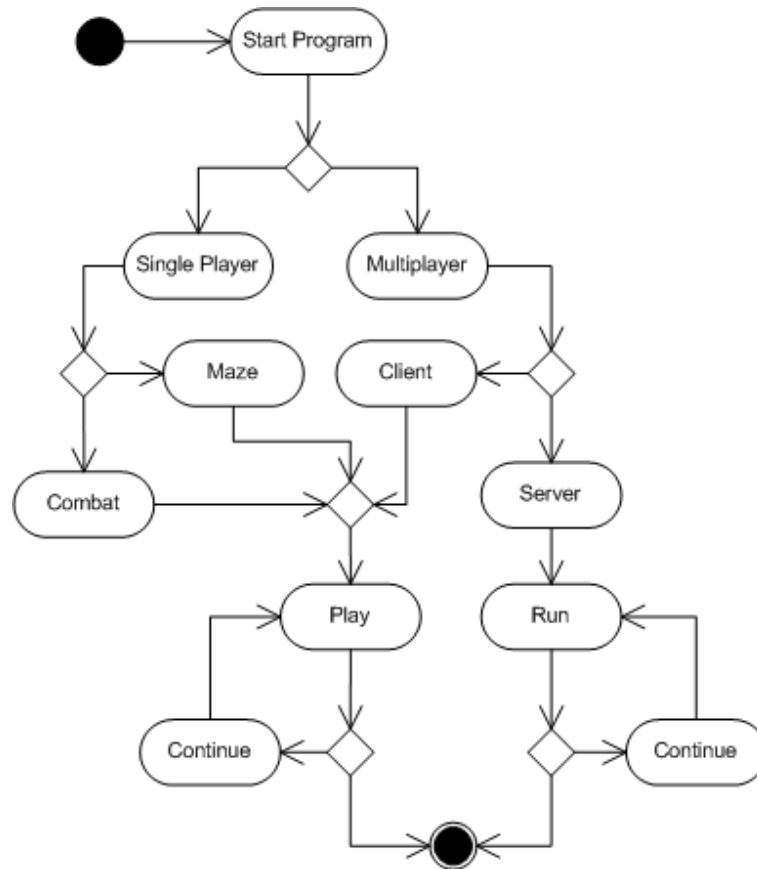 Start Program
Single Player
Multiplayer
Maze
Client
Combat
Server
Play
Run
Continue
Continue